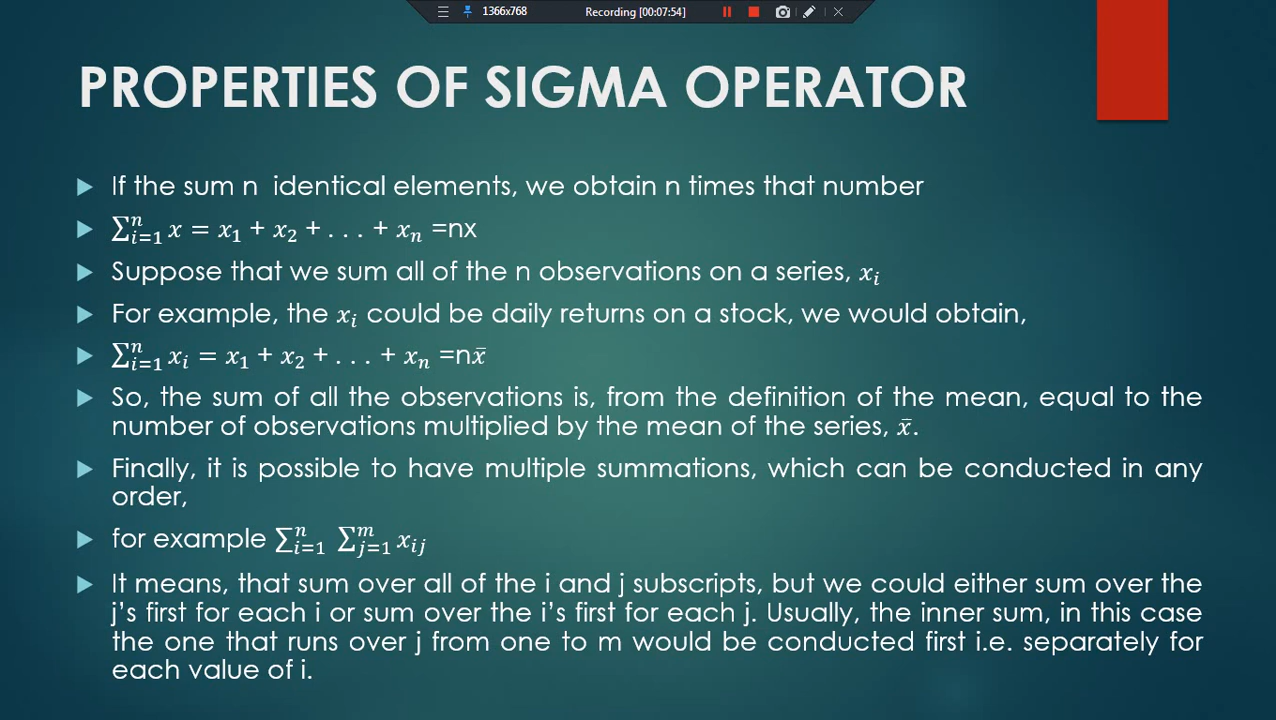 1366x768 Recording [00:07:54]
PROPERTIES OF SIGMA OPERATOR
If the sum n identical elements, we obtain n times that number
∑ⁿᵢ₌₁ x = x₁ + x₂ + . . . + xₙ =nx
Suppose that we sum all of the n observations on a series, xᵢ
For example, the xᵢ could be daily returns on a stock, we would obtain,
∑ⁿᵢ₌₁ xᵢ = x₁ + x₂ + . . . + xₙ =nx̄
So, the sum of all the observations is, from the definition of the mean, equal to the
number of observations multiplied by the mean of the series, x̄.
Finally, it is possible to have multiple summations, which can be conducted in any
order,
for example ∑ⁿᵢ₌₁ ∑ᵐⱼ₌₁ xᵢⱼ
It means, that sum over all of the i and j subscripts, but we could either sum over the
j's first for each i or sum over the i's first for each j. Usually, the inner sum, in this case
the one that runs over j from one to m would be conducted first i.e. separately for
each value of i.